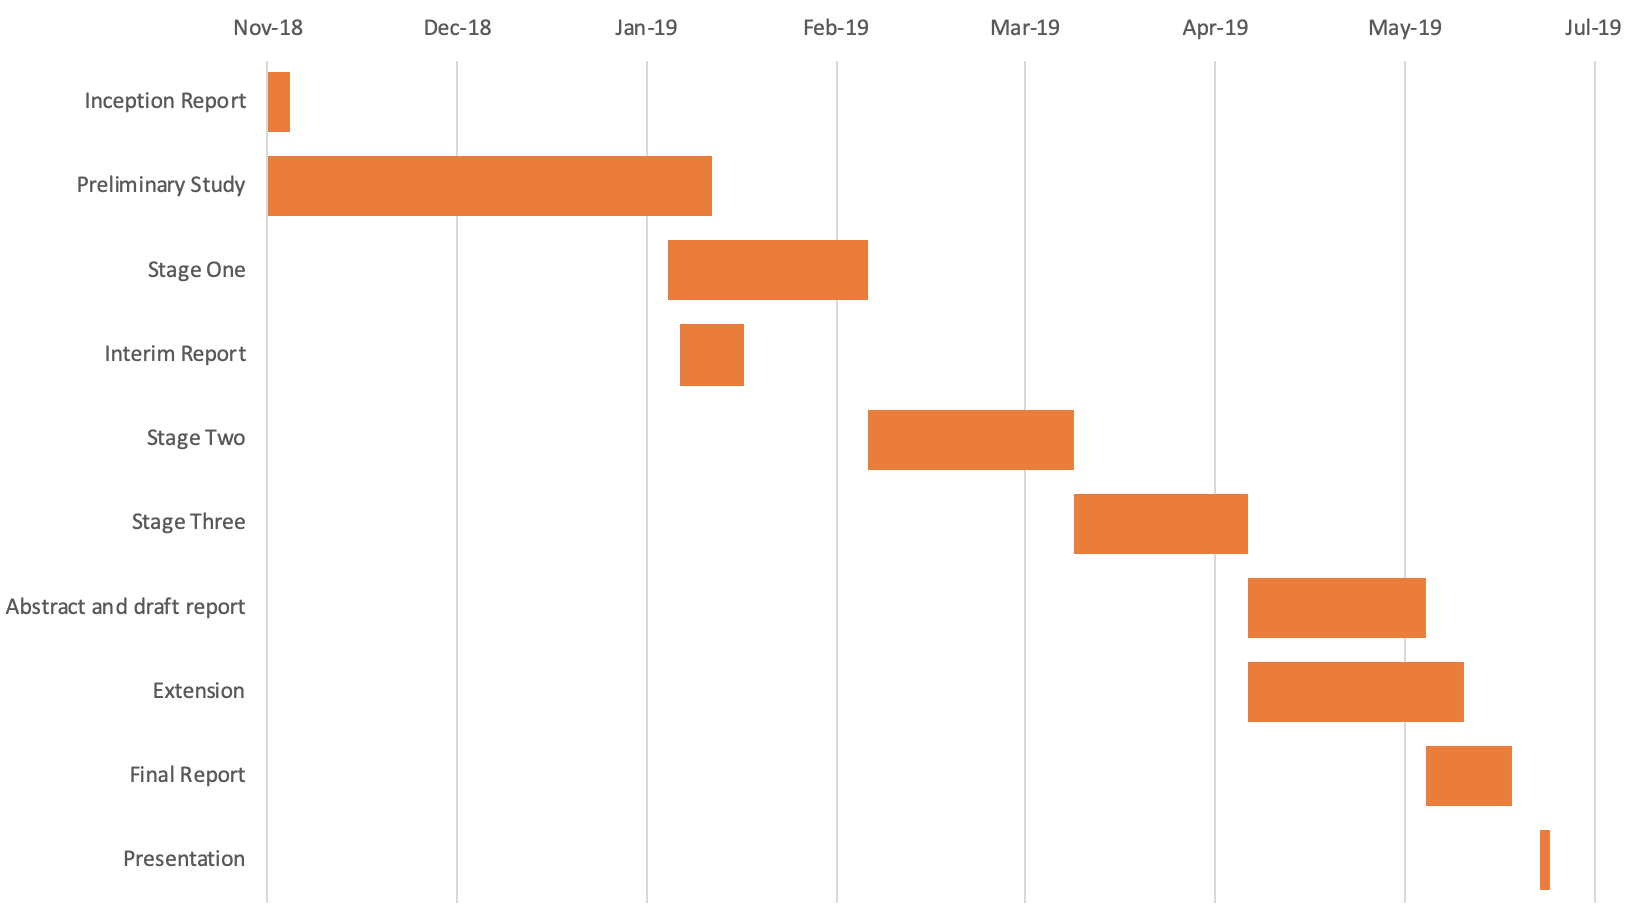 Nov-18 Dec-18 Jan-19 Feb-19 Mar-19 Apr-19 May-19 Jul-19
Inception Report
Preliminary Study
Stage One
Interim Report
Stage Two
Stage Three
Abstract and draft report
Extension
Final Report
Presentation